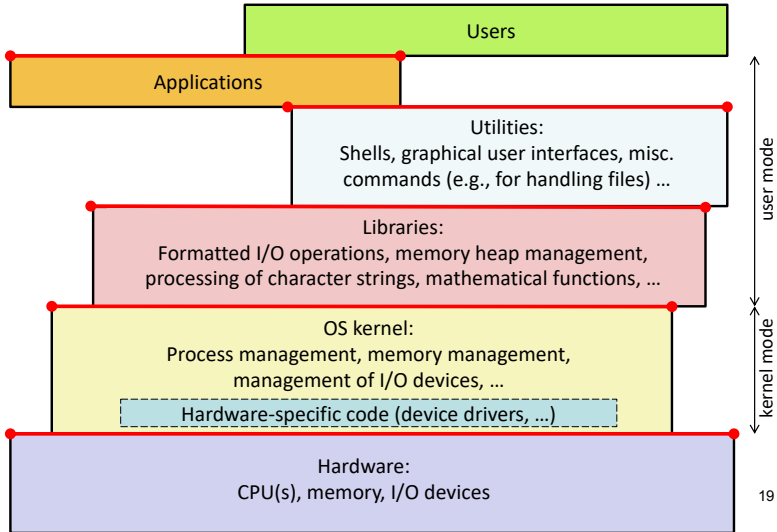 Users
Applications
Utilities:
Shells, graphical user interfaces, misc.
commands (e.g., for handling files) …
user mode
Libraries:
Formatted I/O operations, memory heap management,
processing of character strings, mathematical functions, …
OS kernel:
Process management, memory management,
management of I/O devices, …
Hardware-specific code (device drivers, …)
kernel mode
Hardware:
CPU(s), memory, I/O devices
19